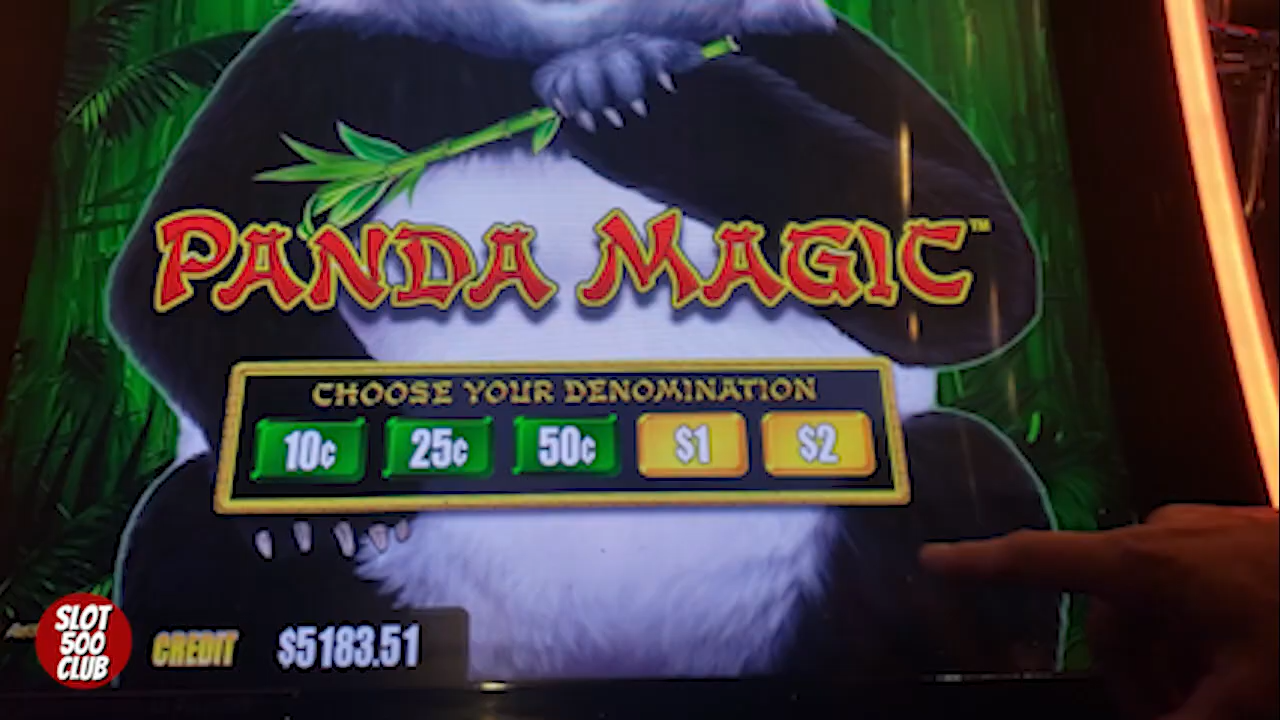 PANDA MAGIC™
CHOOSE YOUR DENOMINATION
10¢ 25¢ 50¢ $1 $2
CREDIT $5183.51
SLOT
500
CLUB